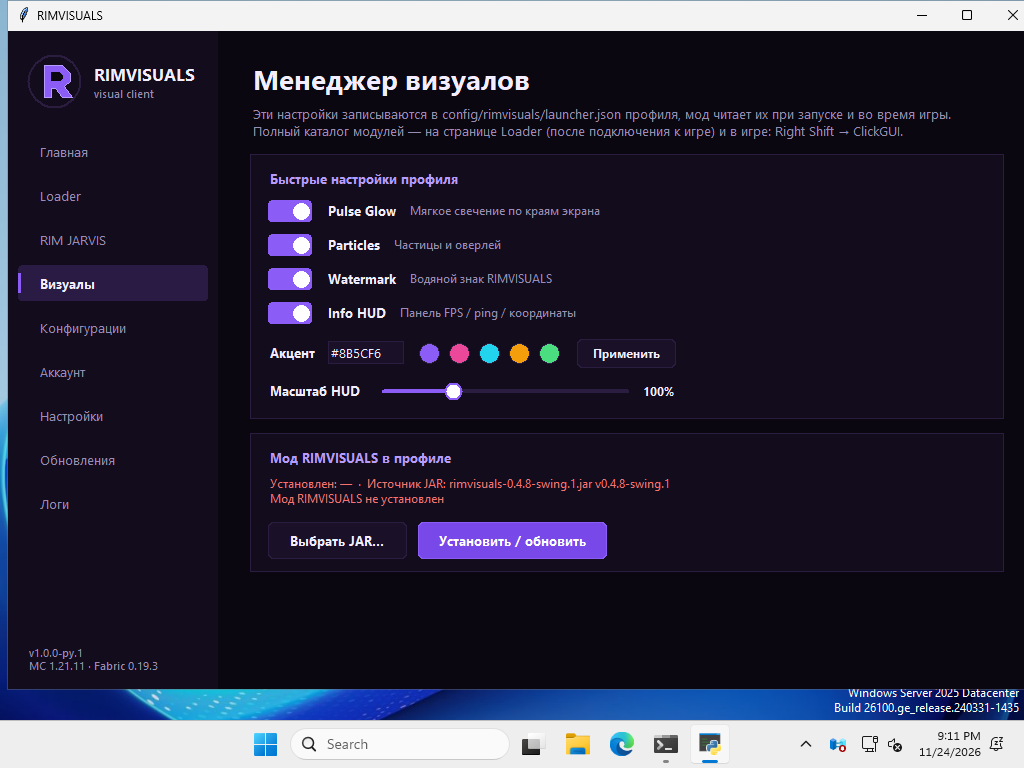 RIMVISUALS
R
RIMVISUALS
visual client
Главная
Loader
RIM JARVIS
Визуалы
Конфигурации
Аккаунт
Настройки
Обновления
Логи
v1.0.0-py.1
MC 1.21.11 · Fabric 0.19.3
Менеджер визуалов
Эти настройки записываются в config/rimvisuals/launcher.json профиля, мод читает их при запуске и во время игры.
Полный каталог модулей — на странице Loader (после подключения к игре) и в игре: Right Shift → ClickGUI.
Быстрые настройки профиля
Pulse Glow Мягкое свечение по краям экрана
Particles Частицы и оверлей
Watermark Водяной знак RIMVISUALS
Info HUD Панель FPS / ping / координаты
Акцент #8B5CF6 Применить
Масштаб HUD 100%
Мод RIMVISUALS в профиле
Установлен: — · Источник JAR: rimvisuals-0.4.8-swing.1.jar v0.4.8-swing.1
Мод RIMVISUALS не установлен
Выбрать JAR... Установить / обновить
Windows Server 2025 Datacenter
Build 26100.ge_release.240331-1435
Search
9:11 PM
11/24/2026